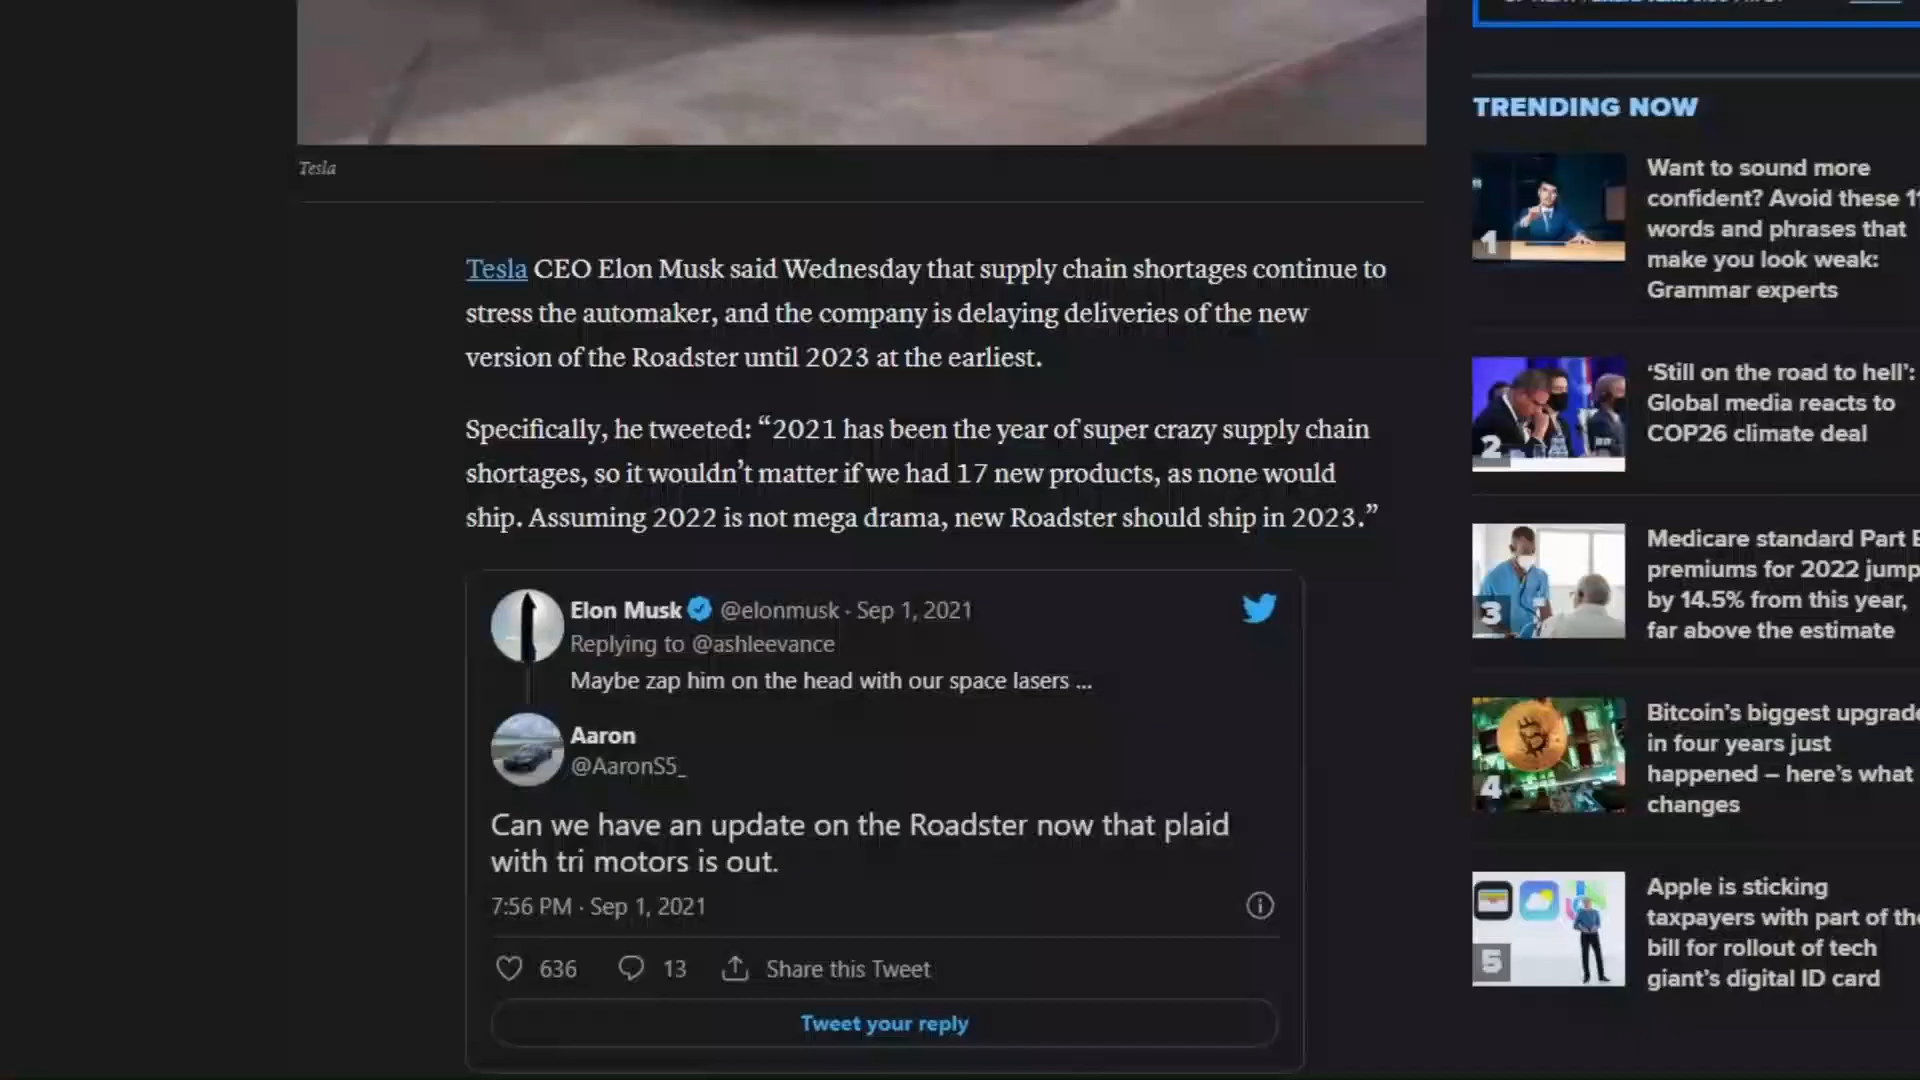 Tesla
Tesla CEO Elon Musk said Wednesday that supply chain shortages continue to
stress the automaker, and the company is delaying deliveries of the new
version of the Roadster until 2023 at the earliest.
Specifically, he tweeted: “2021 has been the year of super crazy supply chain
shortages, so it wouldn’t matter if we had 17 new products, as none would
ship. Assuming 2022 is not mega drama, new Roadster should ship in 2023.”
Elon Musk @elonmusk · Sep 1, 2021
Replying to @ashleevance
Maybe zap him on the head with our space lasers ...
Aaron
@AaronS5_
Can we have an update on the Roadster now that plaid
with tri motors is out.
7:56 PM · Sep 1, 2021
636 13 Share this Tweet
Tweet your reply
TRENDING NOW
1
Want to sound more
confident? Avoid these 11
words and phrases that
make you look weak:
Grammar experts
2
‘Still on the road to hell’:
Global media reacts to
COP26 climate deal
3
Medicare standard Part B
premiums for 2022 jump
by 14.5% from this year,
far above the estimate
4
Bitcoin’s biggest upgrade
in four years just
happened – here’s what
changes
5
Apple is sticking
taxpayers with part of the
bill for rollout of tech
giant’s digital ID card